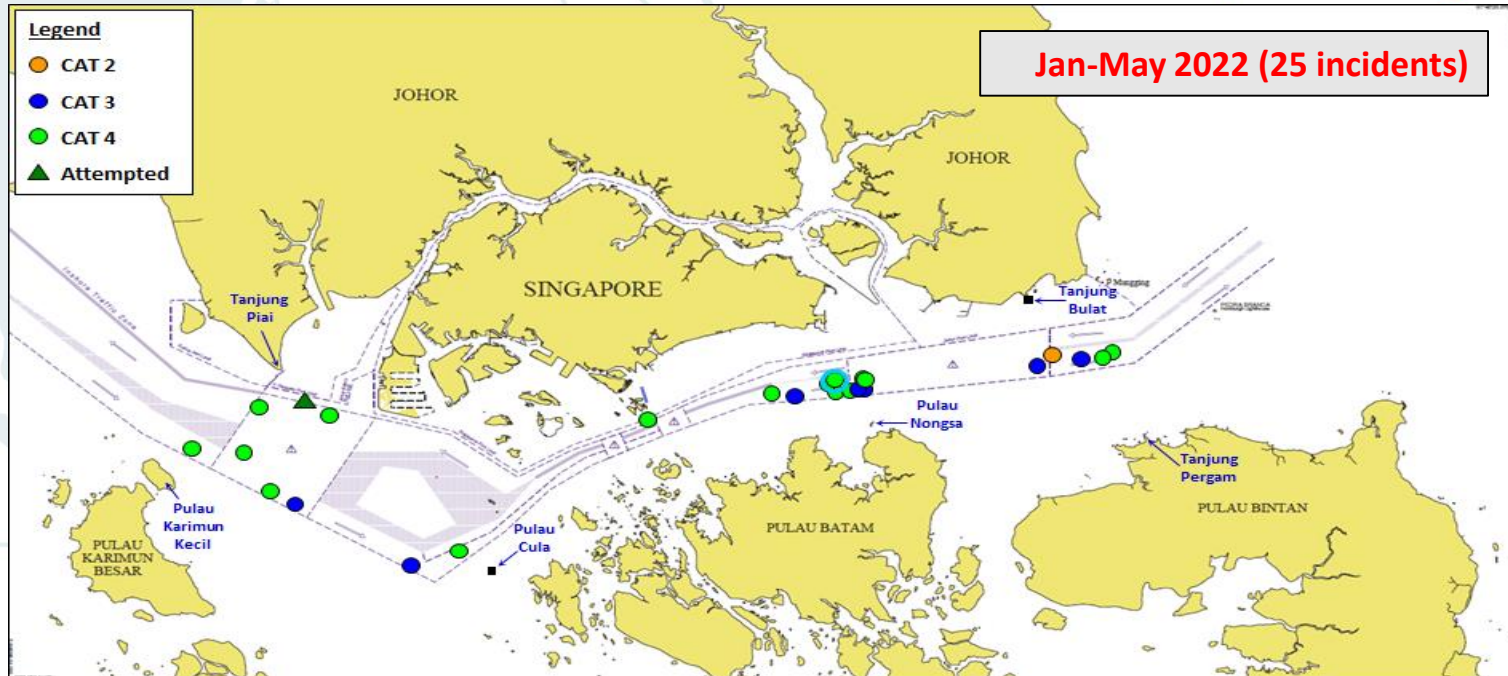 Legend
CAT 2
CAT 3
CAT 4
Attempted
Jan-May 2022 (25 incidents)
JOHOR
JOHOR
SINGAPORE
Tanjung
Piai
Tanjung
Bulat
Pulau
Nongsa
Tanjung
Pergam
Pulau
Karimun
Kecil
PULAU
KARIMUN
BESAR
Pulau
Cula
PULAU BATAM
PULAU BINTAN